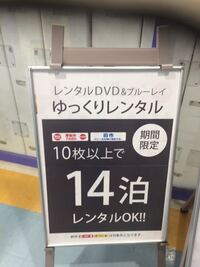 レンタルDVD&ブルーレイ
ゆっくりレンタル
旧作
期間
限定
10枚以上で
14泊
レンタルOK!!